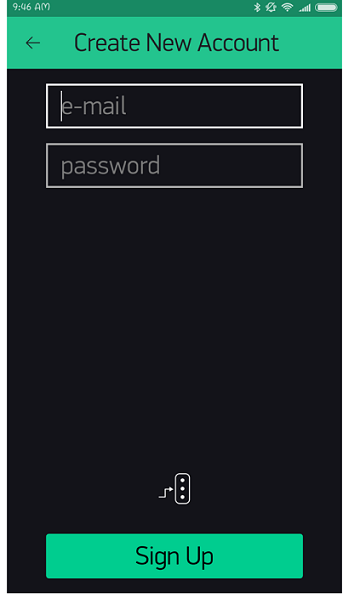 9:46 AM
Create New Account
e-mail
password
Sign Up